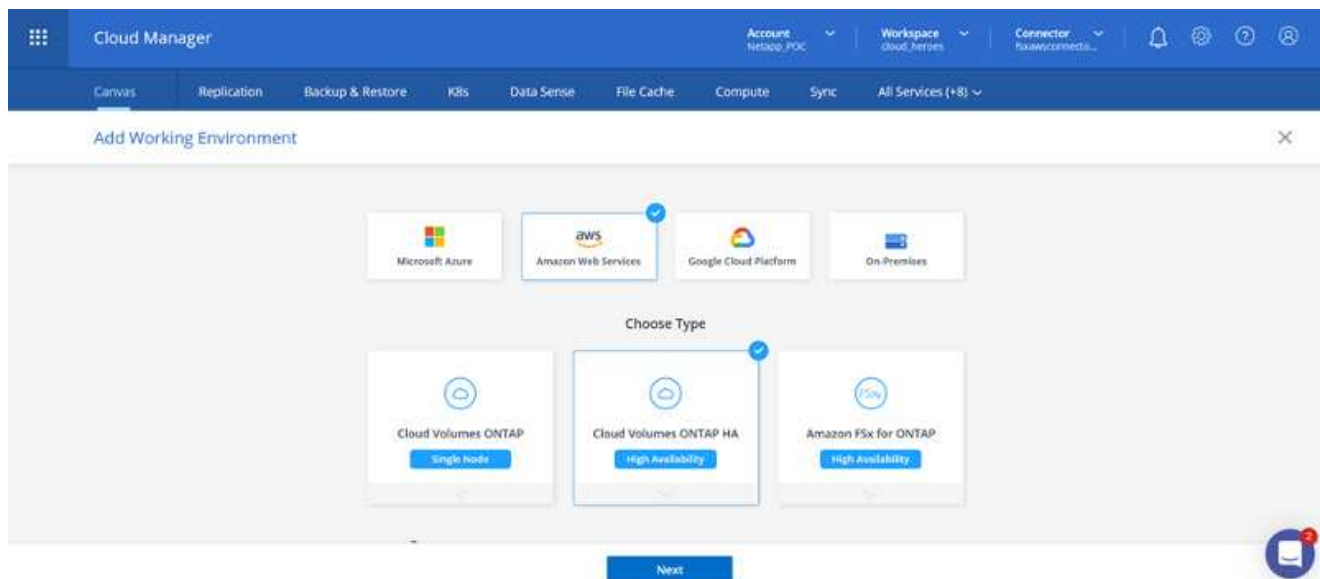 Cloud Manager
Account
Netapp_POC
Workspace
cloud_heroes
Connector
Canvas
Replication
Backup & Restore
K8s
Data Sense
File Cache
Compute
Sync
All Services (+8)
Add Working Environment
aws
Microsoft Azure
Amazon Web Services
Google Cloud Platform
On-Premises
Choose Type
FSx
Cloud Volumes ONTAP
Cloud Volumes ONTAP HA
Amazon FSx for ONTAP
Single Node
High Availability
High Availability
Next
2